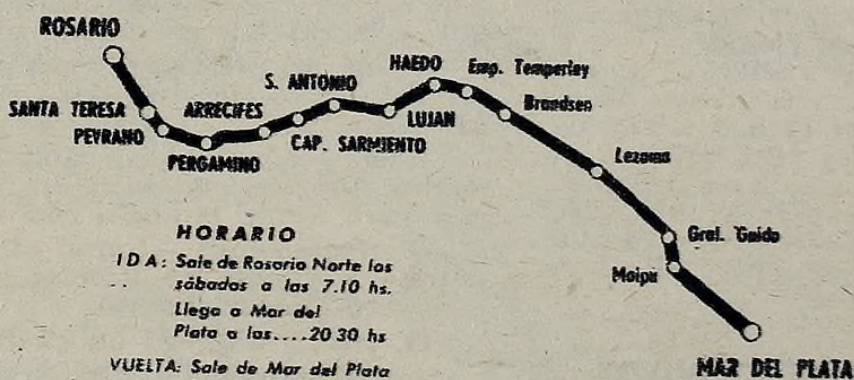 ROSARIO
SANTA TERESA
PEYRANO
PERGAMINO
ARRECIFES
CAP. SARMIENTO
S. ANTONIO
LUJAN
HAEDO
Emp. Temperley
Brandsen
Lezama
Gral. Guido
Maipu
MAR DEL PLATA
HORARIO
IDA: Sale de Rosario Norte los
sábados a las 7.10 hs.
Llega a Mar del
Plata a las....20 30 hs
VUELTA: Sale de Mar del Plata